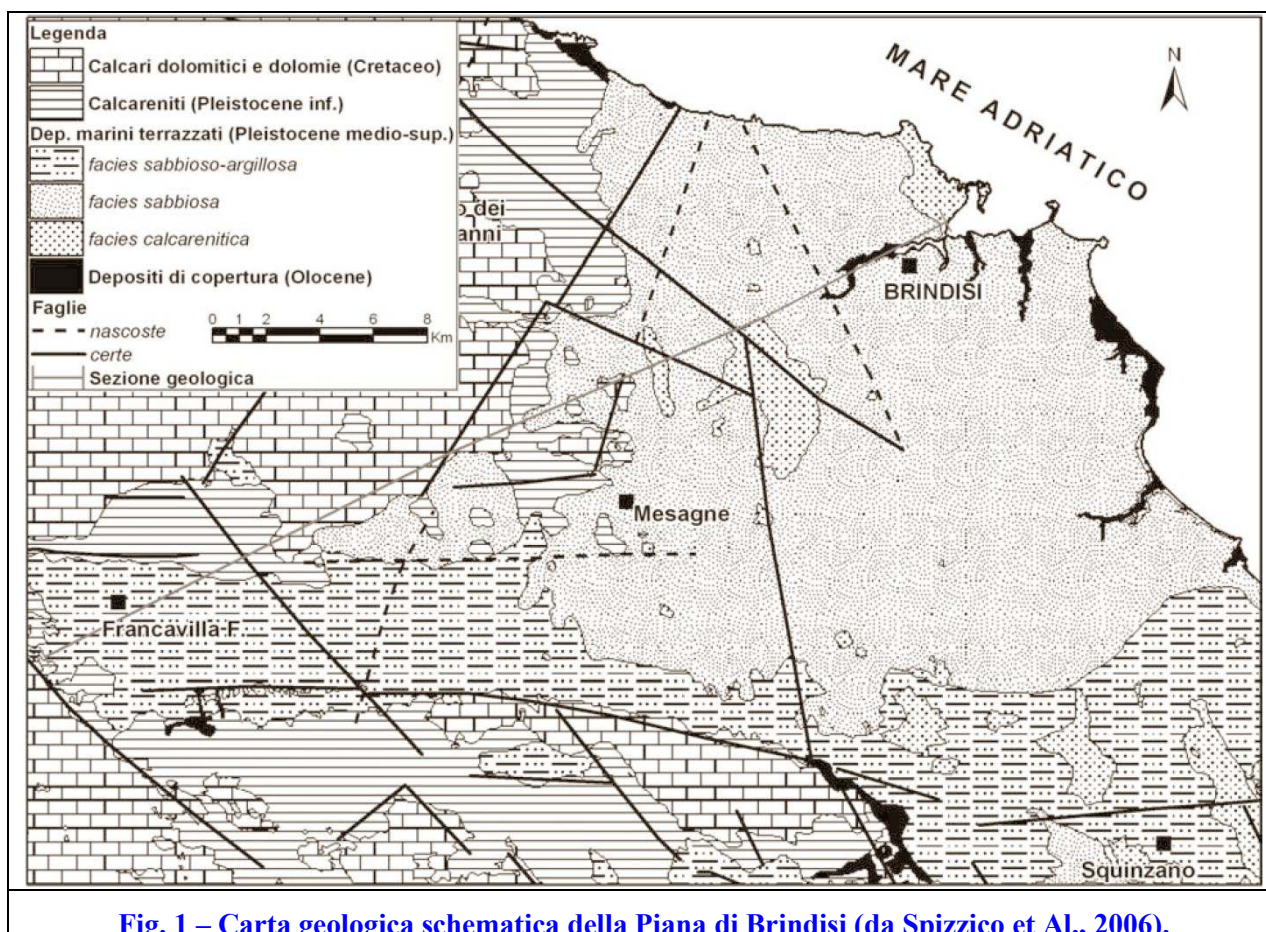 Legenda
Calcari dolomitici e dolomie (Cretaceo)
Calcareniti (Pleistocene inf.)
Dep. marini terrazzati (Pleistocene medio-sup.)
facies sabbioso-argillosa
facies sabbiosa
facies calcarenitica
Depositi di copertura (Olocene)
Faglie
nascoste
certe
0 2 4 6 8
Km
Sezione geologica
o dei
anni
MARE ADRIATICO
N
BRINDISI
Mesagne
Francavilla F.
Squinzano
Fig. 1 – Carta geologica schematica della Piana di Brindisi (da Spizzico et Al., 2006).